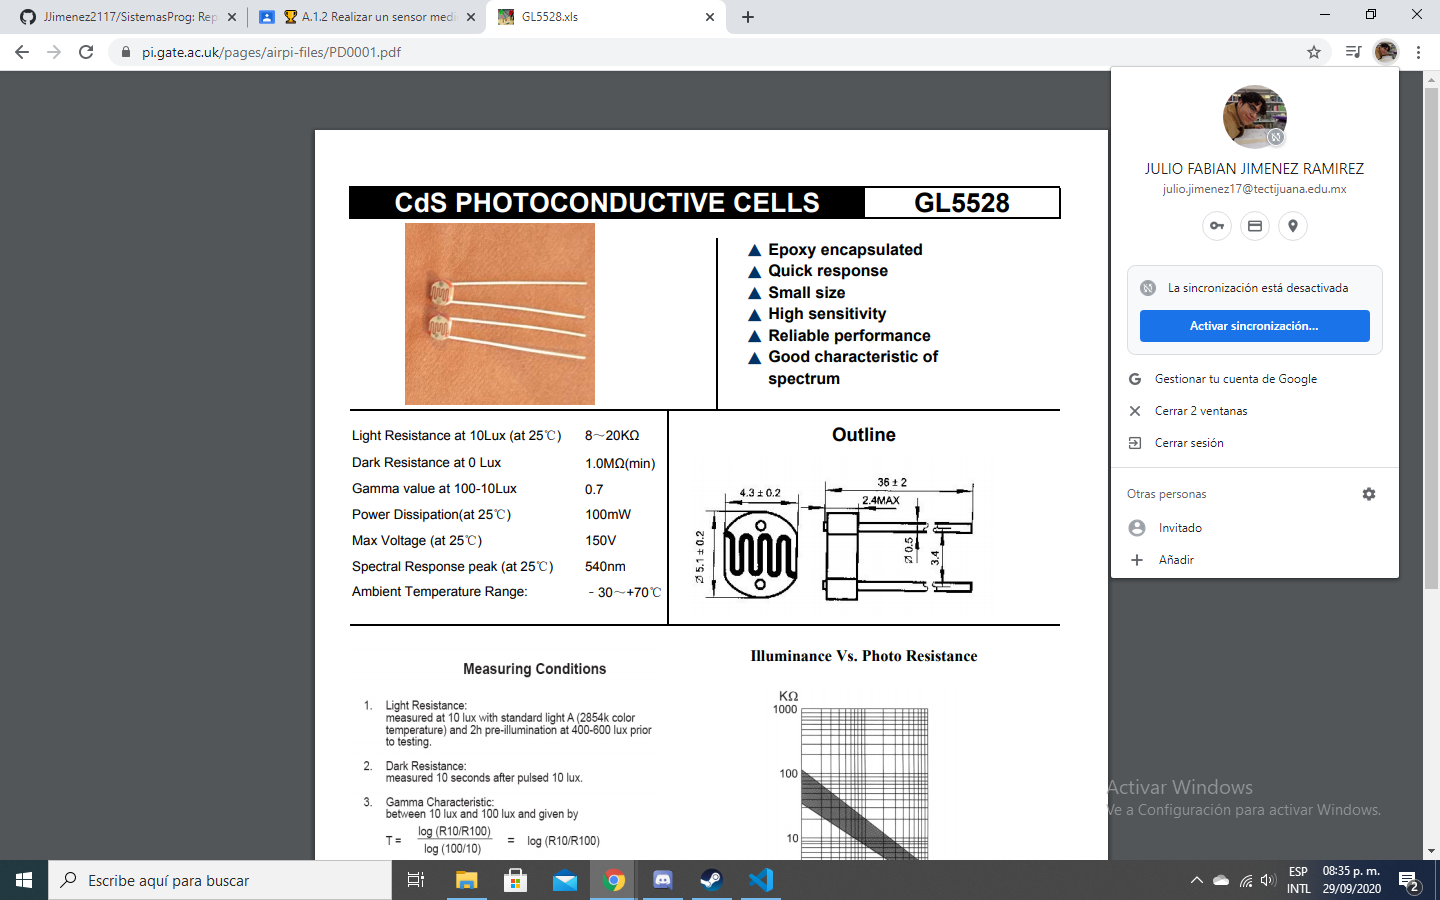 JJimenez2117/SistemasProg: Rep
A.1.2 Realizar un sensor medi
GL5528.xls
pi.gate.ac.uk/pages/airpi-files/PD0001.pdf
JULIO FABIAN JIMENEZ RAMIREZ
julio.jimenez17@tectijuana.edu.mx
La sincronización está desactivada
Activar sincronización...
Gestionar tu cuenta de Google
Cerrar 2 ventanas
Cerrar sesión
Otras personas
Invitado
Añadir
CdS PHOTOCONDUCTIVE CELLS GL5528
▲ Epoxy encapsulated
▲ Quick response
▲ Small size
▲ High sensitivity
▲ Reliable performance
▲ Good characteristic of
spectrum
Light Resistance at 10Lux (at 25℃) 8～20KΩ
Dark Resistance at 0 Lux 1.0MΩ(min)
Gamma value at 100-10Lux 0.7
Power Dissipation(at 25℃) 100mW
Max Voltage (at 25℃) 150V
Spectral Response peak (at 25℃) 540nm
Ambient Temperature Range: - 30～+70℃
Outline
4.3 ± 0.2
36 ± 2
2.4MAX
Ø 5.1 ± 0.2
Ø 0.5
3.4
Measuring Conditions
1. Light Resistance:
measured at 10 lux with standard light A (2854k color
temperature) and 2h pre-illumination at 400-600 lux prior
to testing.
2. Dark Resistance:
measured 10 seconds after pulsed 10 lux.
3. Gamma Characteristic:
between 10 lux and 100 lux and given by
T = log (R10/R100) = log (R10/R100)
log (100/10)
Illuminance Vs. Photo Resistance
KΩ
1000
100
10
Activar Windows
Ve a Configuración para activar Windows.
Escribe aquí para buscar
ESP
INTL
08:35 p. m.
29/09/2020
2